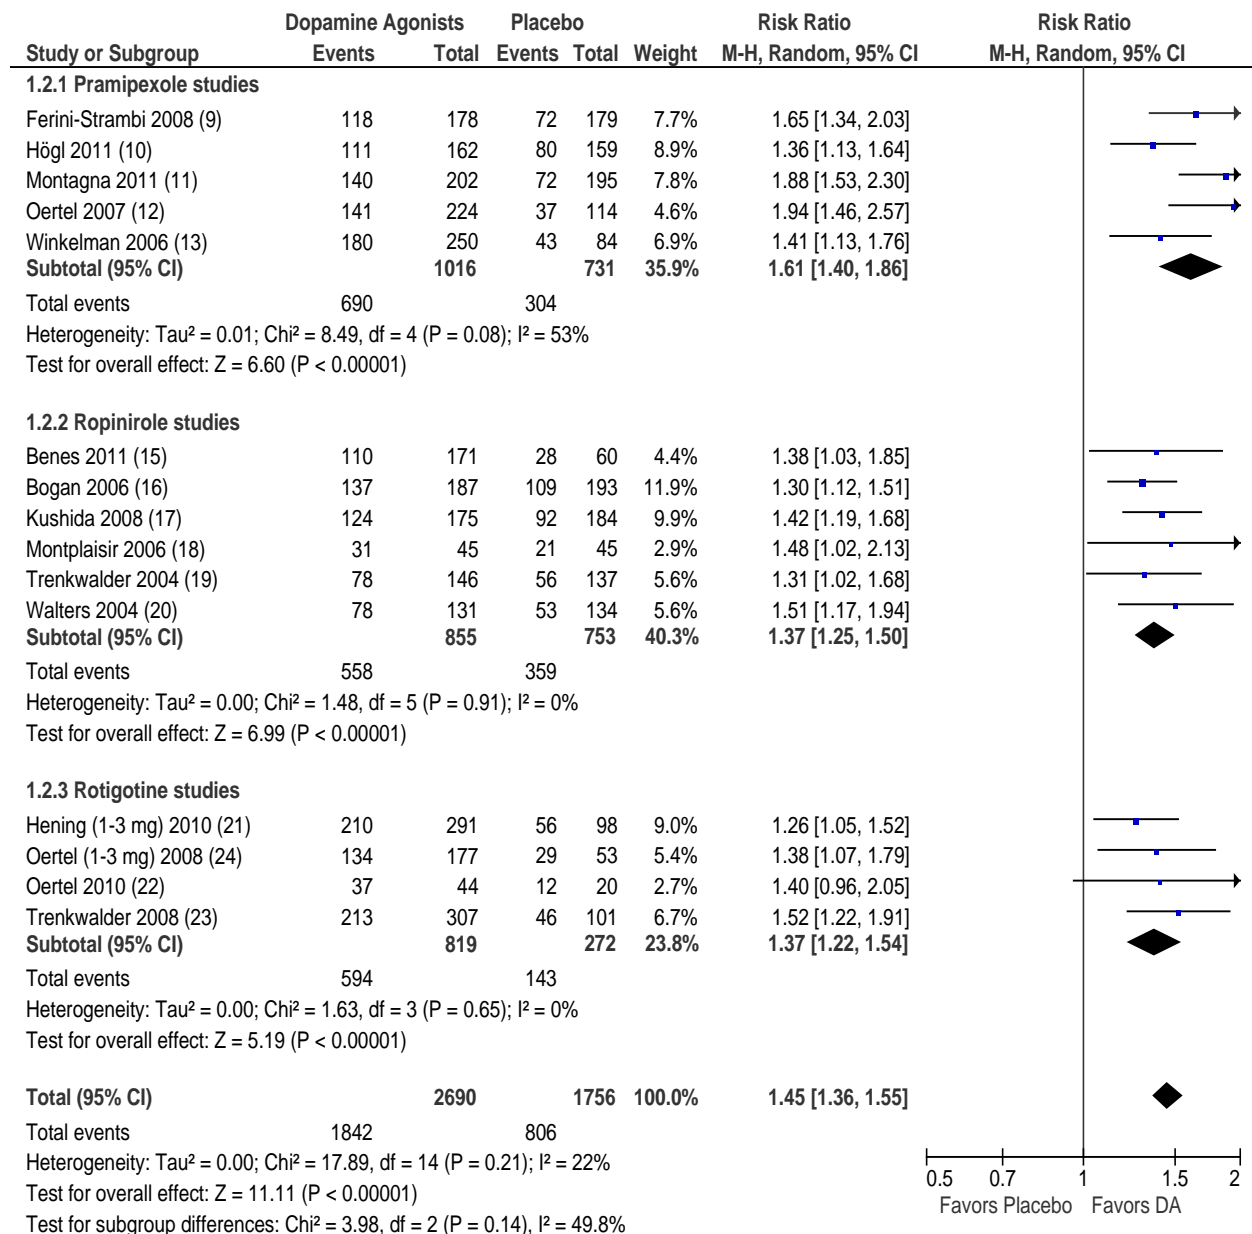 Dopamine Agonists Placebo Risk Ratio Risk Ratio
Study or Subgroup Events Total Events Total Weight M-H, Random, 95% CI M-H, Random, 95% CI
1.2.1 Pramipexole studies
Ferini-Strambi 2008 (9) 118 178 72 179 7.7% 1.65 [1.34, 2.03]
Högl 2011 (10) 111 162 80 159 8.9% 1.36 [1.13, 1.64]
Montagna 2011 (11) 140 202 72 195 7.8% 1.88 [1.53, 2.30]
Oertel 2007 (12) 141 224 37 114 4.6% 1.94 [1.46, 2.57]
Winkelman 2006 (13) 180 250 43 84 6.9% 1.41 [1.13, 1.76]
Subtotal (95% CI) 1016 731 35.9% 1.61 [1.40, 1.86]
Total events 690 304
Heterogeneity: Tau² = 0.01; Chi² = 8.49, df = 4 (P = 0.08); I² = 53%
Test for overall effect: Z = 6.60 (P < 0.00001)
1.2.2 Ropinirole studies
Benes 2011 (15) 110 171 28 60 4.4% 1.38 [1.03, 1.85]
Bogan 2006 (16) 137 187 109 193 11.9% 1.30 [1.12, 1.51]
Kushida 2008 (17) 124 175 92 184 9.9% 1.42 [1.19, 1.68]
Montplaisir 2006 (18) 31 45 21 45 2.9% 1.48 [1.02, 2.13]
Trenkwalder 2004 (19) 78 146 56 137 5.6% 1.31 [1.02, 1.68]
Walters 2004 (20) 78 131 53 134 5.6% 1.51 [1.17, 1.94]
Subtotal (95% CI) 855 753 40.3% 1.37 [1.25, 1.50]
Total events 558 359
Heterogeneity: Tau² = 0.00; Chi² = 1.48, df = 5 (P = 0.91); I² = 0%
Test for overall effect: Z = 6.99 (P < 0.00001)
1.2.3 Rotigotine studies
Hening (1-3 mg) 2010 (21) 210 291 56 98 9.0% 1.26 [1.05, 1.52]
Oertel (1-3 mg) 2008 (24) 134 177 29 53 5.4% 1.38 [1.07, 1.79]
Oertel 2010 (22) 37 44 12 20 2.7% 1.40 [0.96, 2.05]
Trenkwalder 2008 (23) 213 307 46 101 6.7% 1.52 [1.22, 1.91]
Subtotal (95% CI) 819 272 23.8% 1.37 [1.22, 1.54]
Total events 594 143
Heterogeneity: Tau² = 0.00; Chi² = 1.63, df = 3 (P = 0.65); I² = 0%
Test for overall effect: Z = 5.19 (P < 0.00001)
Total (95% CI) 2690 1756 100.0% 1.45 [1.36, 1.55]
Total events 1842 806
Heterogeneity: Tau² = 0.00; Chi² = 17.89, df = 14 (P = 0.21); I² = 22%
Test for overall effect: Z = 11.11 (P < 0.00001)
Test for subgroup differences: Chi² = 3.98, df = 2 (P = 0.14), I² = 49.8%
0.5 0.7 1 1.5 2
Favors Placebo Favors DA